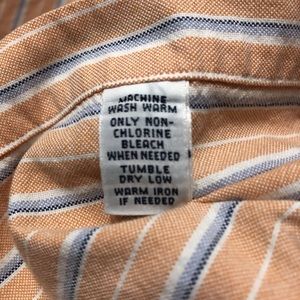 MACHINE
WASH WARM
ONLY NON-
CHLORINE
BLEACH
WHEN NEEDED
TUMBLE
DRY LOW
WARM IRON
IF NEEDED